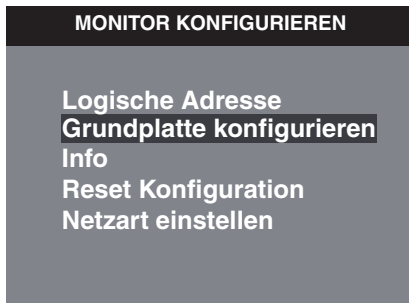 MONITOR KONFIGURIEREN
Logische Adresse
Grundplatte konfigurieren
Info
Reset Konfiguration
Netzart einstellen